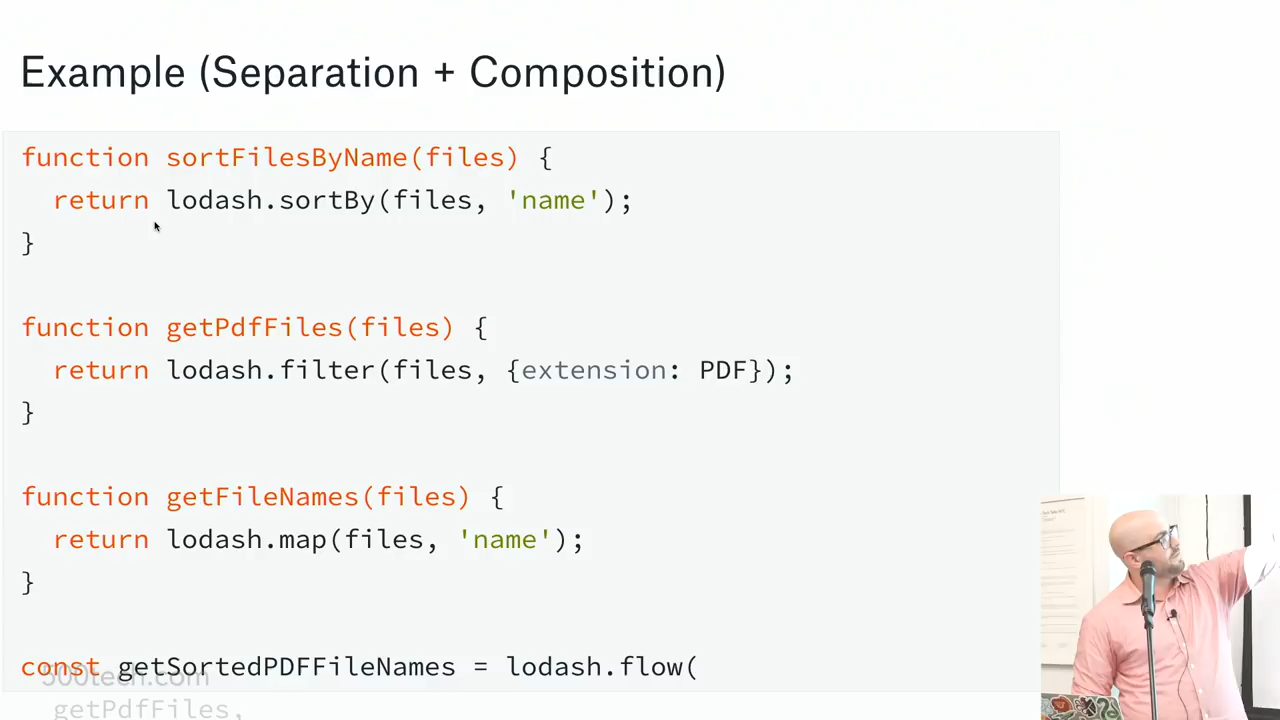 Example (Separation + Composition)
function sortFilesByName(files) {
  return lodash.sortBy(files, 'name');
}
function getPdfFiles(files) {
  return lodash.filter(files, {extension: PDF});
}
function getFileNames(files) {
  return lodash.map(files, 'name');
}
const getSortedPDFFileNames = lodash.flow(
500tech.com
  getPdfFiles,